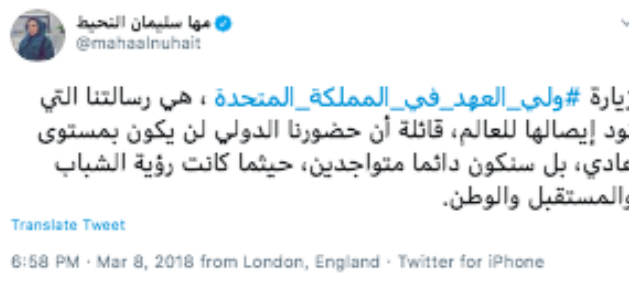 مها سليمان النحيط
@mahaalnuhait
زيارة #ولي_العهد_في_المملكة_المتحدة ، هي رسالتنا التي
نود إيصالها للعالم، قائلة أن حضورنا الدولي لن يكون بمستوى
عادي، بل سنكون دائما متواجدين، حيثما كانت رؤية الشباب
والمستقبل والوطن.
Translate Tweet
6:58 PM · Mar 8, 2018 from London, England · Twitter for iPhone